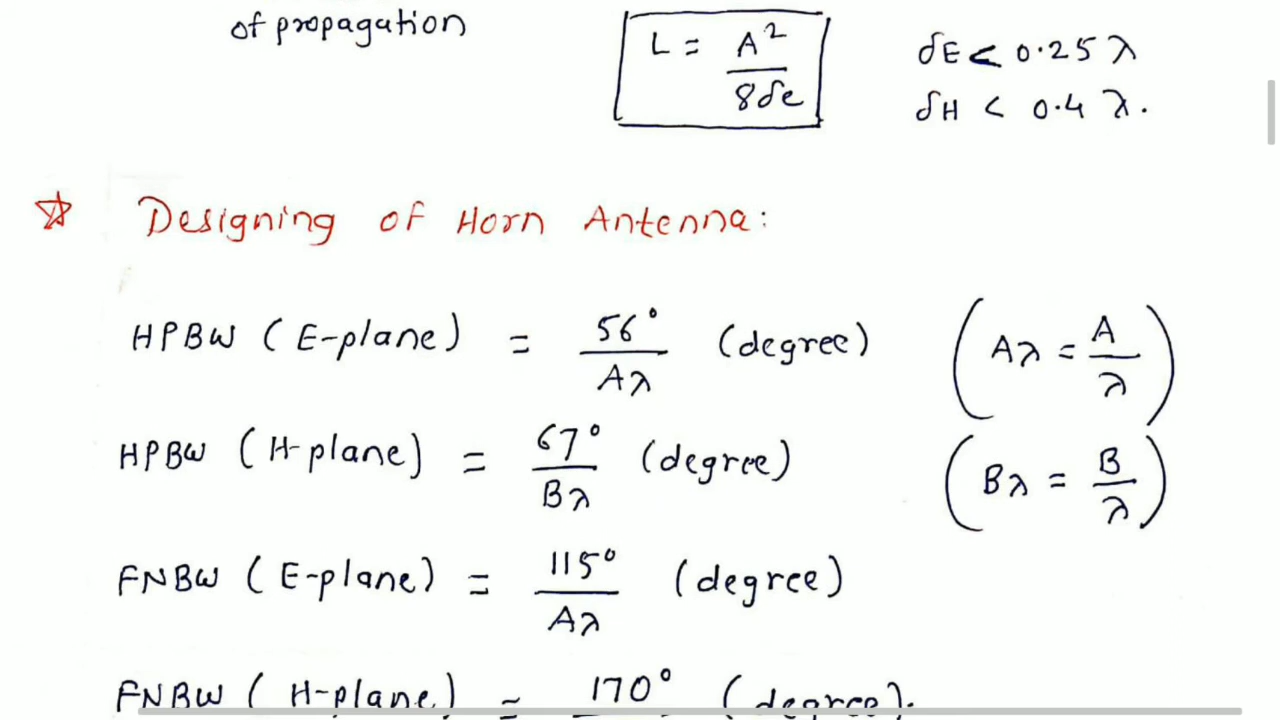 of propagation
L = A² / 8δe
δE < 0.25 λ
δH < 0.4 λ.
☆ Designing of Horn Antenna:
HPBW (E-plane) = 56° / Aλ (degree) (Aλ = A / λ)
HPBW (H-plane) = 67° / Bλ (degree) (Bλ = B / λ)
FNBW (E-plane) = 115° / Aλ (degree)
FNBW (H-plane) = 170° (degree).